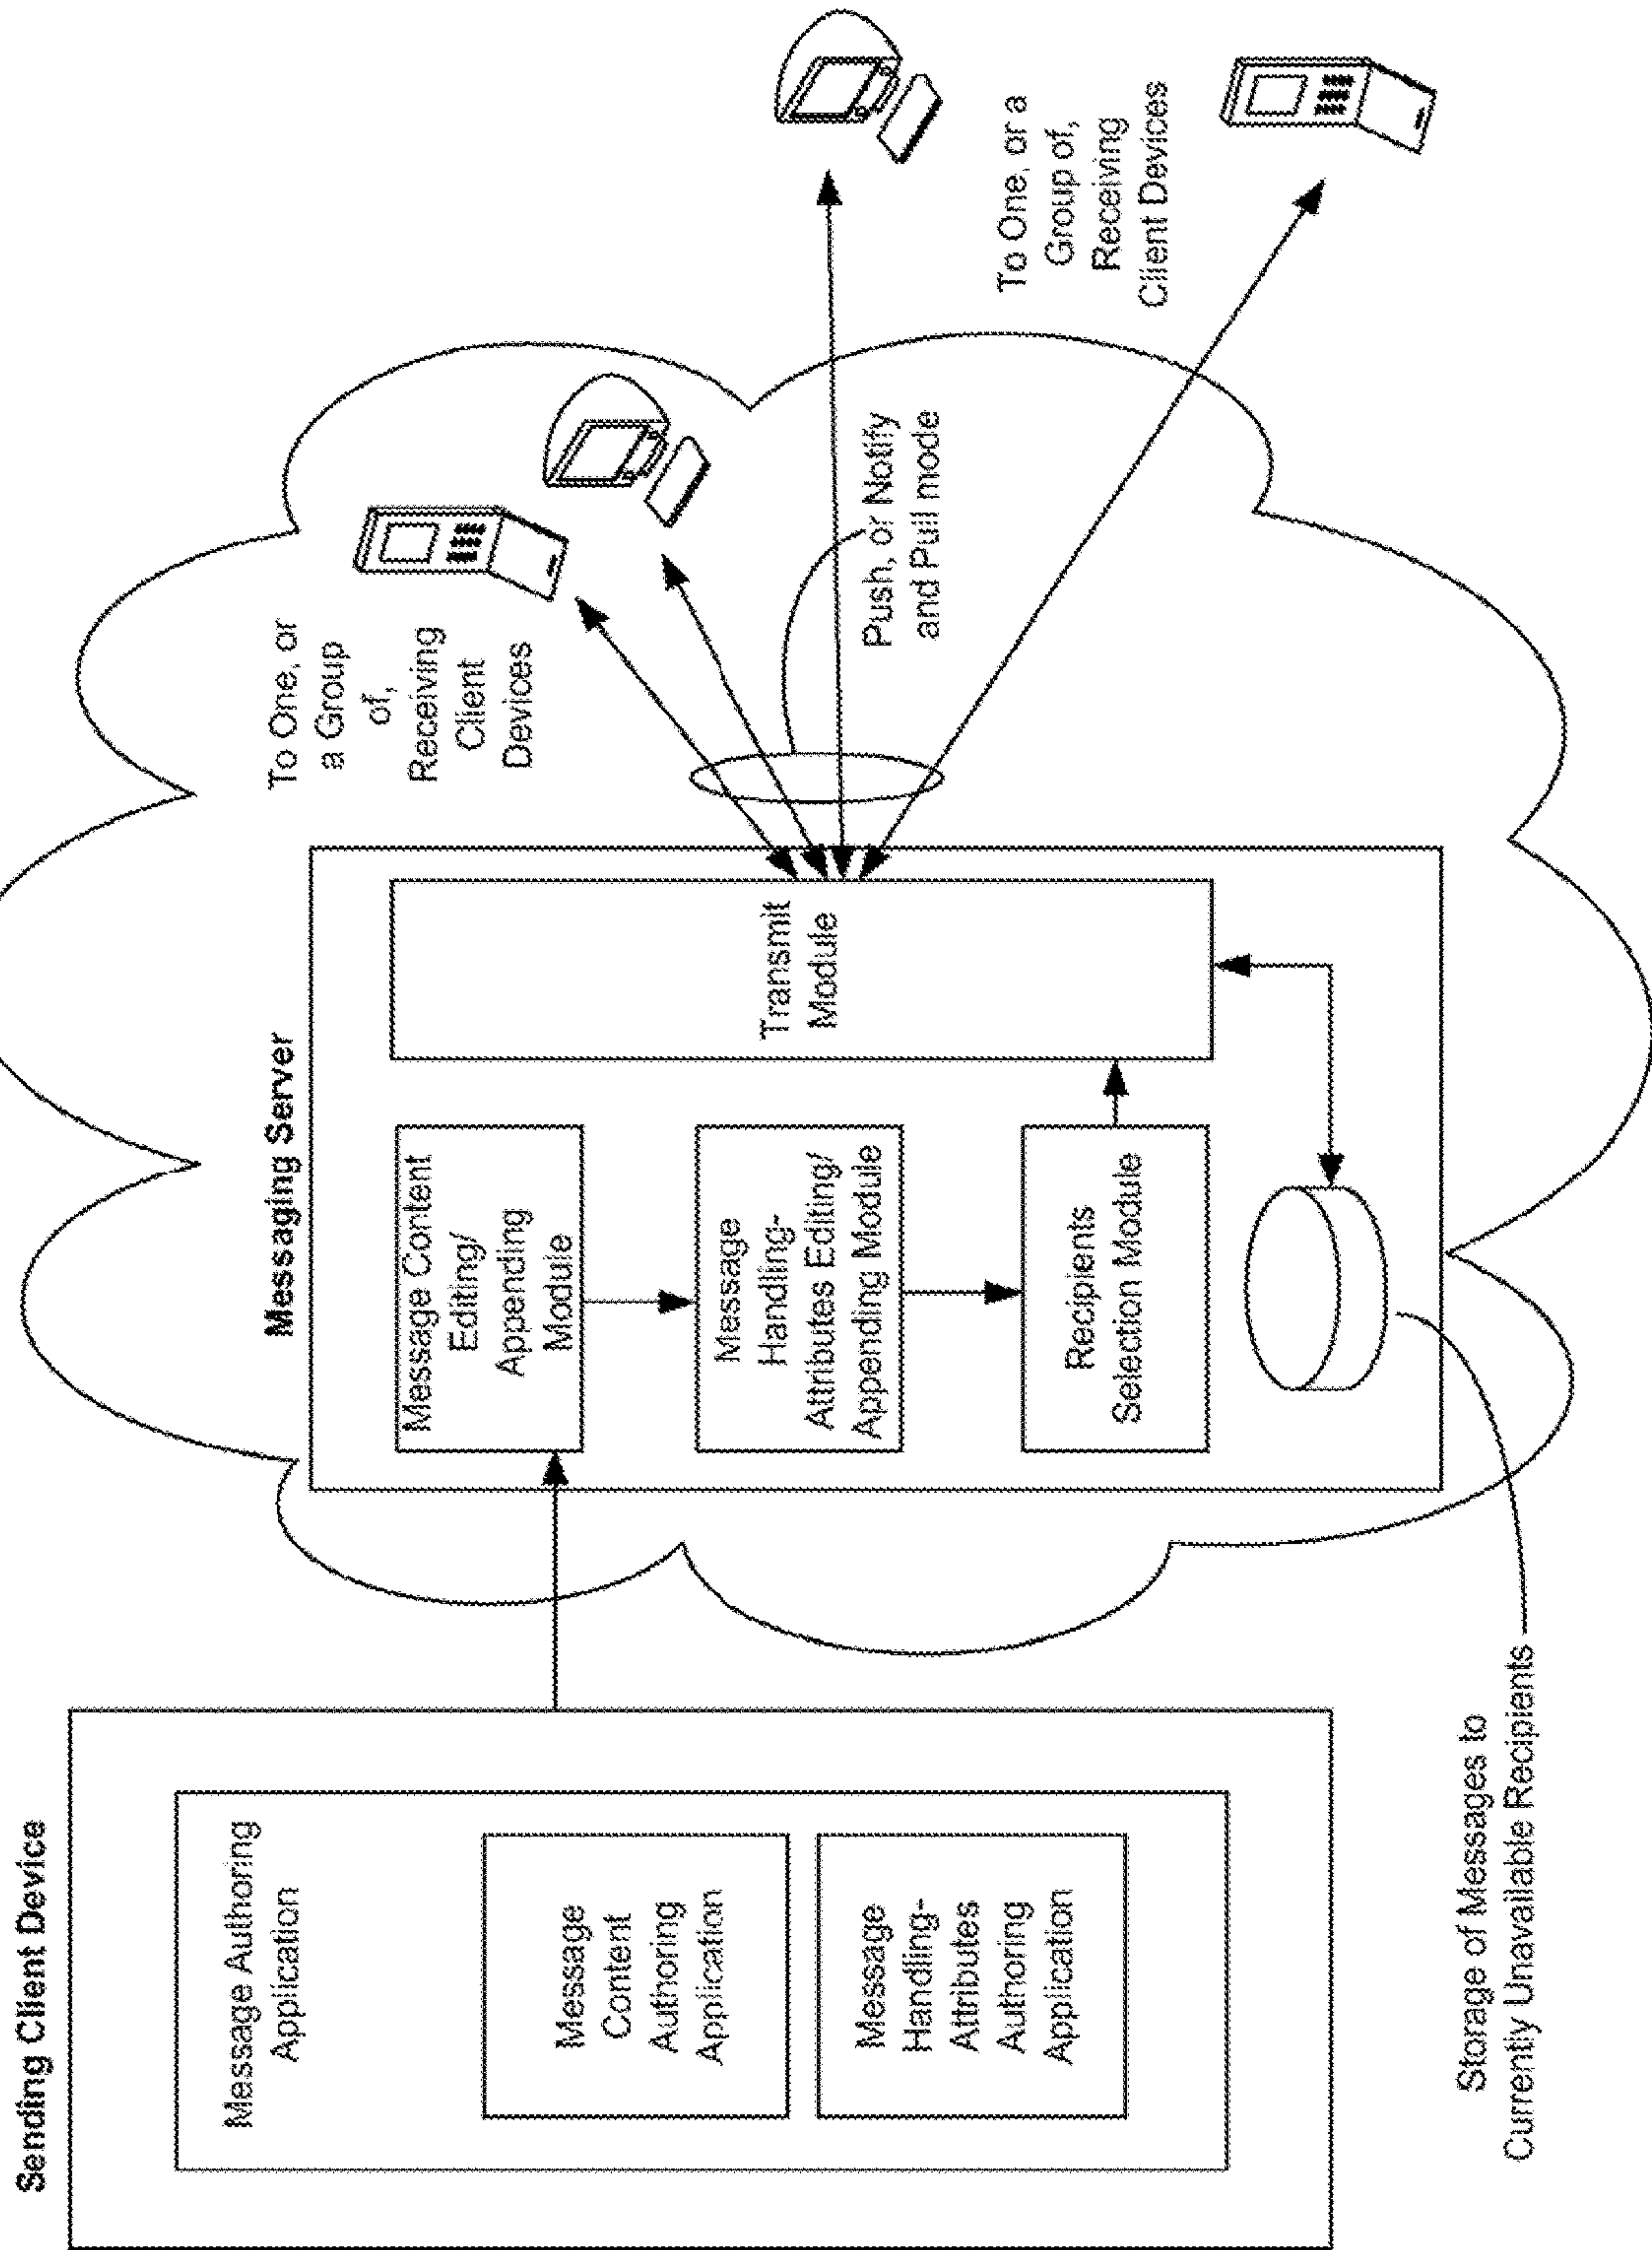 Sending Client Device
Message Authoring
Application
Message
Content
Authoring
Application
Message
Handling-
Attributes
Authoring
Application
Storage of Messages to
Currently Unavailable Recipients
Messaging Server
Message Content
Editing/
Appending
Module
Message
Handling-
Attributes Editing/
Appending Module
Recipients
Selection Module
Transmit
Module
To One, or
a Group
of,
Receiving
Client
Devices
Push, or Notify
and Pull mode
To One, or a
Group of,
Receiving
Client Devices